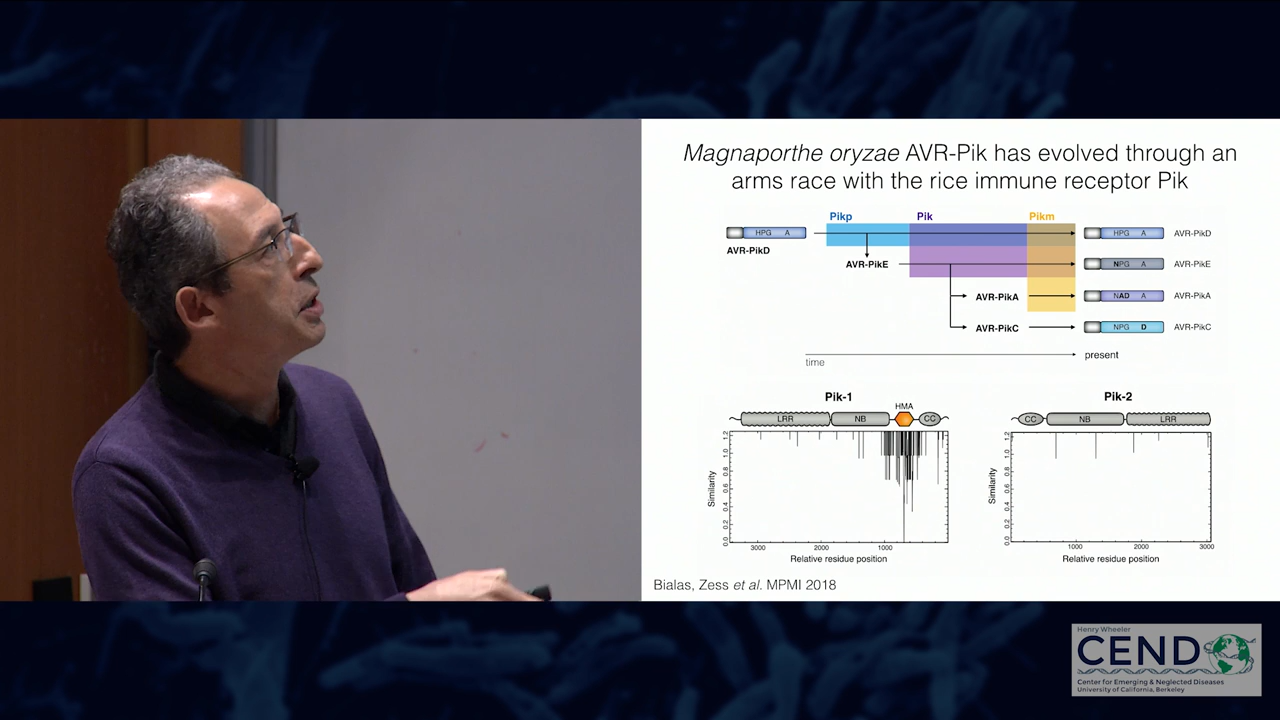 Magnaporthe oryzae AVR-Pik has evolved through an
arms race with the rice immune receptor Pik
Pikp Pik Pikm
HPG A
AVR-PikD
HPG A AVR-PikD
AVR-PikE
NPG A AVR-PikE
AVR-PikA
NAD A AVR-PikA
AVR-PikC
NPG D AVR-PikC
time
present
Pik-1
HMA
LRR NB CC
Similarity
0.0 0.2 0.4 0.6 0.8 1.0 1.2
3000 2000 1000
Relative residue position
Pik-2
CC NB LRR
Similarity
0.0 0.2 0.4 0.6 0.8 1.0 1.2
1000 2000 3000
Relative residue position
Bialas, Zess et al. MPMI 2018
Henry Wheeler
CEND
Center for Emerging & Neglected Diseases
University of California, Berkeley